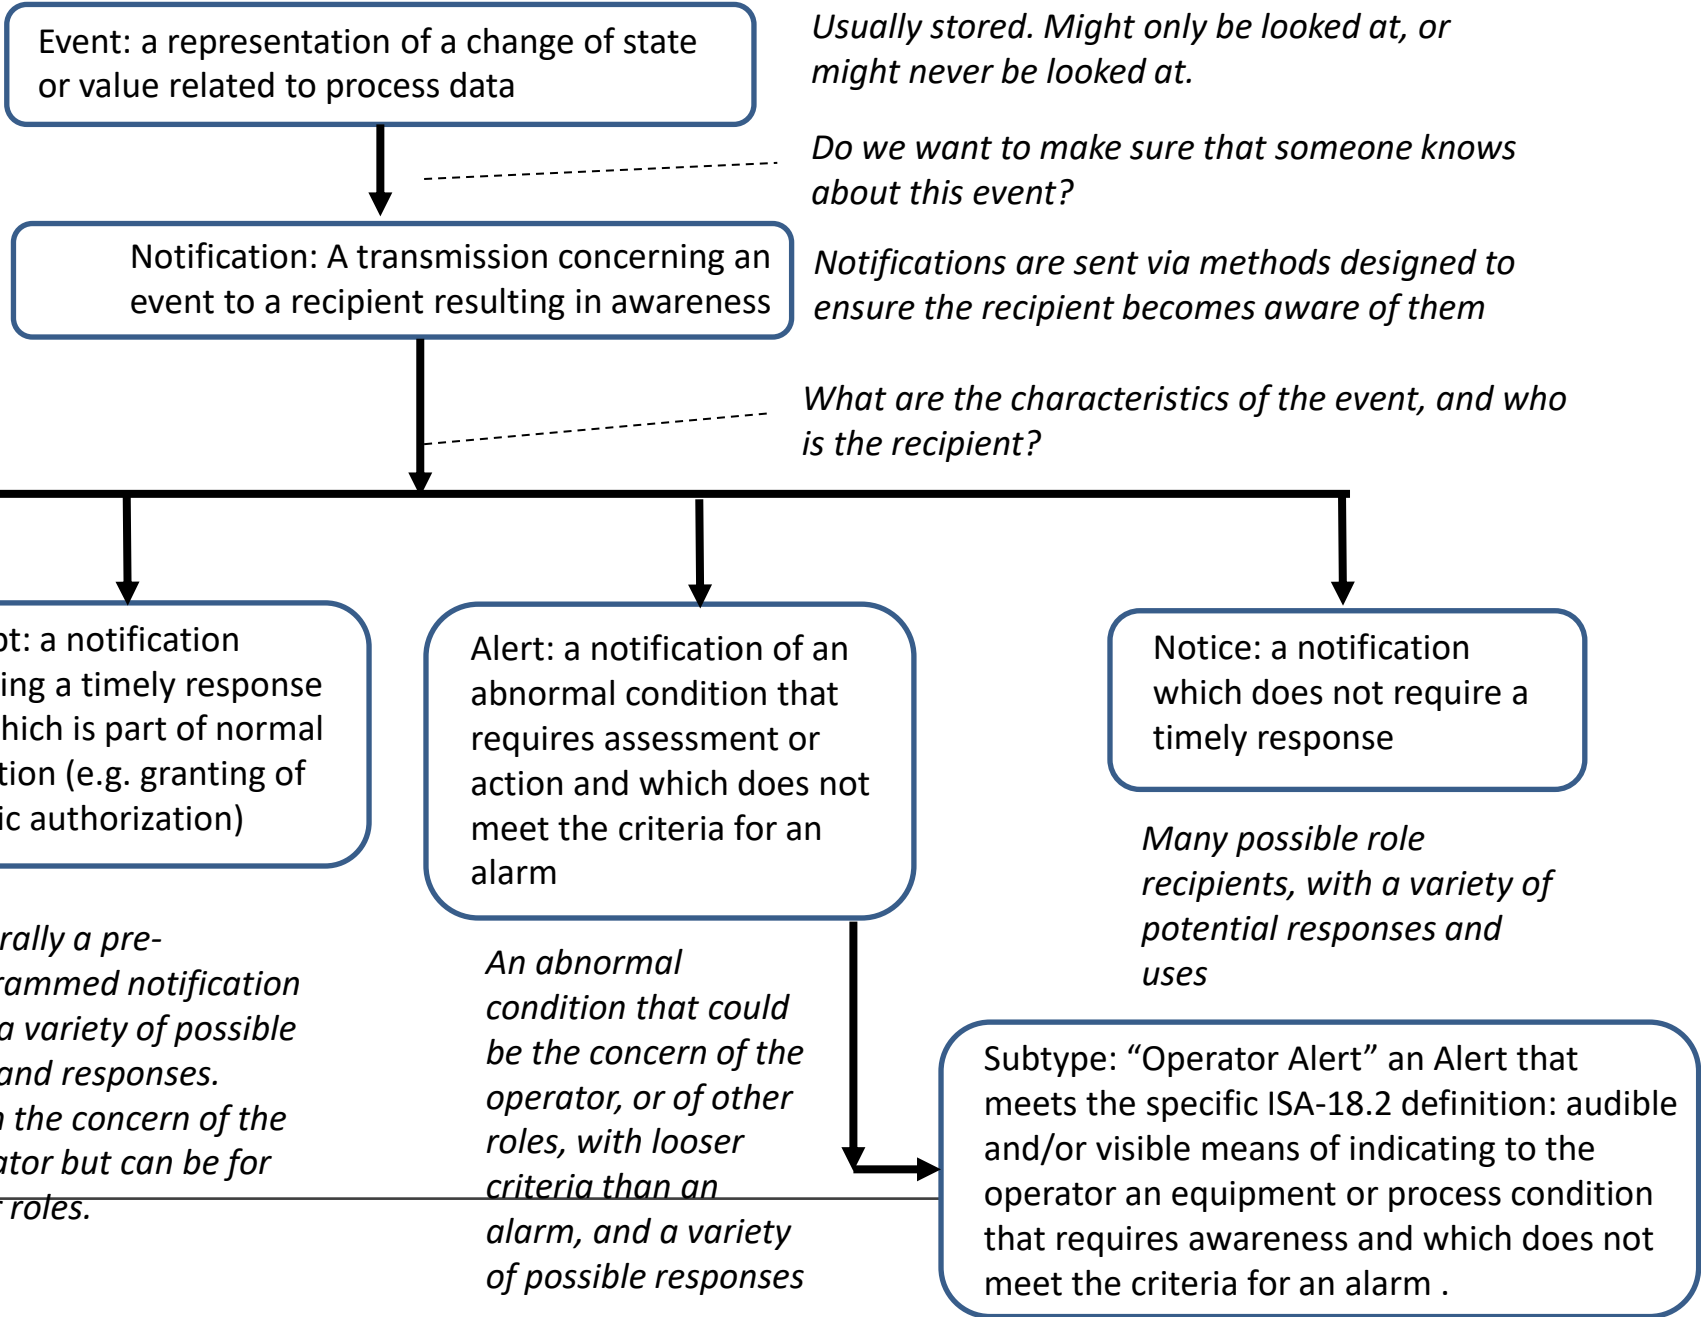 Event: a representation of a change of state
or value related to process data
Usually stored. Might only be looked at, or
might never be looked at.
Do we want to make sure that someone knows
about this event?
Notification: A transmission concerning an
event to a recipient resulting in awareness
Notifications are sent via methods designed to
ensure the recipient becomes aware of them
What are the characteristics of the event, and who
is the recipient?
: a notification
a timely response
is part of normal
(e.g. granting of
authorization)
a pre-
notification
a variety of possible
and responses.
the concern of the
but can be for
roles.
Alert: a notification of an
abnormal condition that
requires assessment or
action and which does not
meet the criteria for an
alarm
An abnormal
condition that could
be the concern of the
operator, or of other
roles, with looser
criteria than an
alarm, and a variety
of possible responses
Notice: a notification
which does not require a
timely response
Many possible role
recipients, with a variety of
potential responses and
uses
Subtype: “Operator Alert” an Alert that
meets the specific ISA-18.2 definition: audible
and/or visible means of indicating to the
operator an equipment or process condition
that requires awareness and which does not
meet the criteria for an alarm .